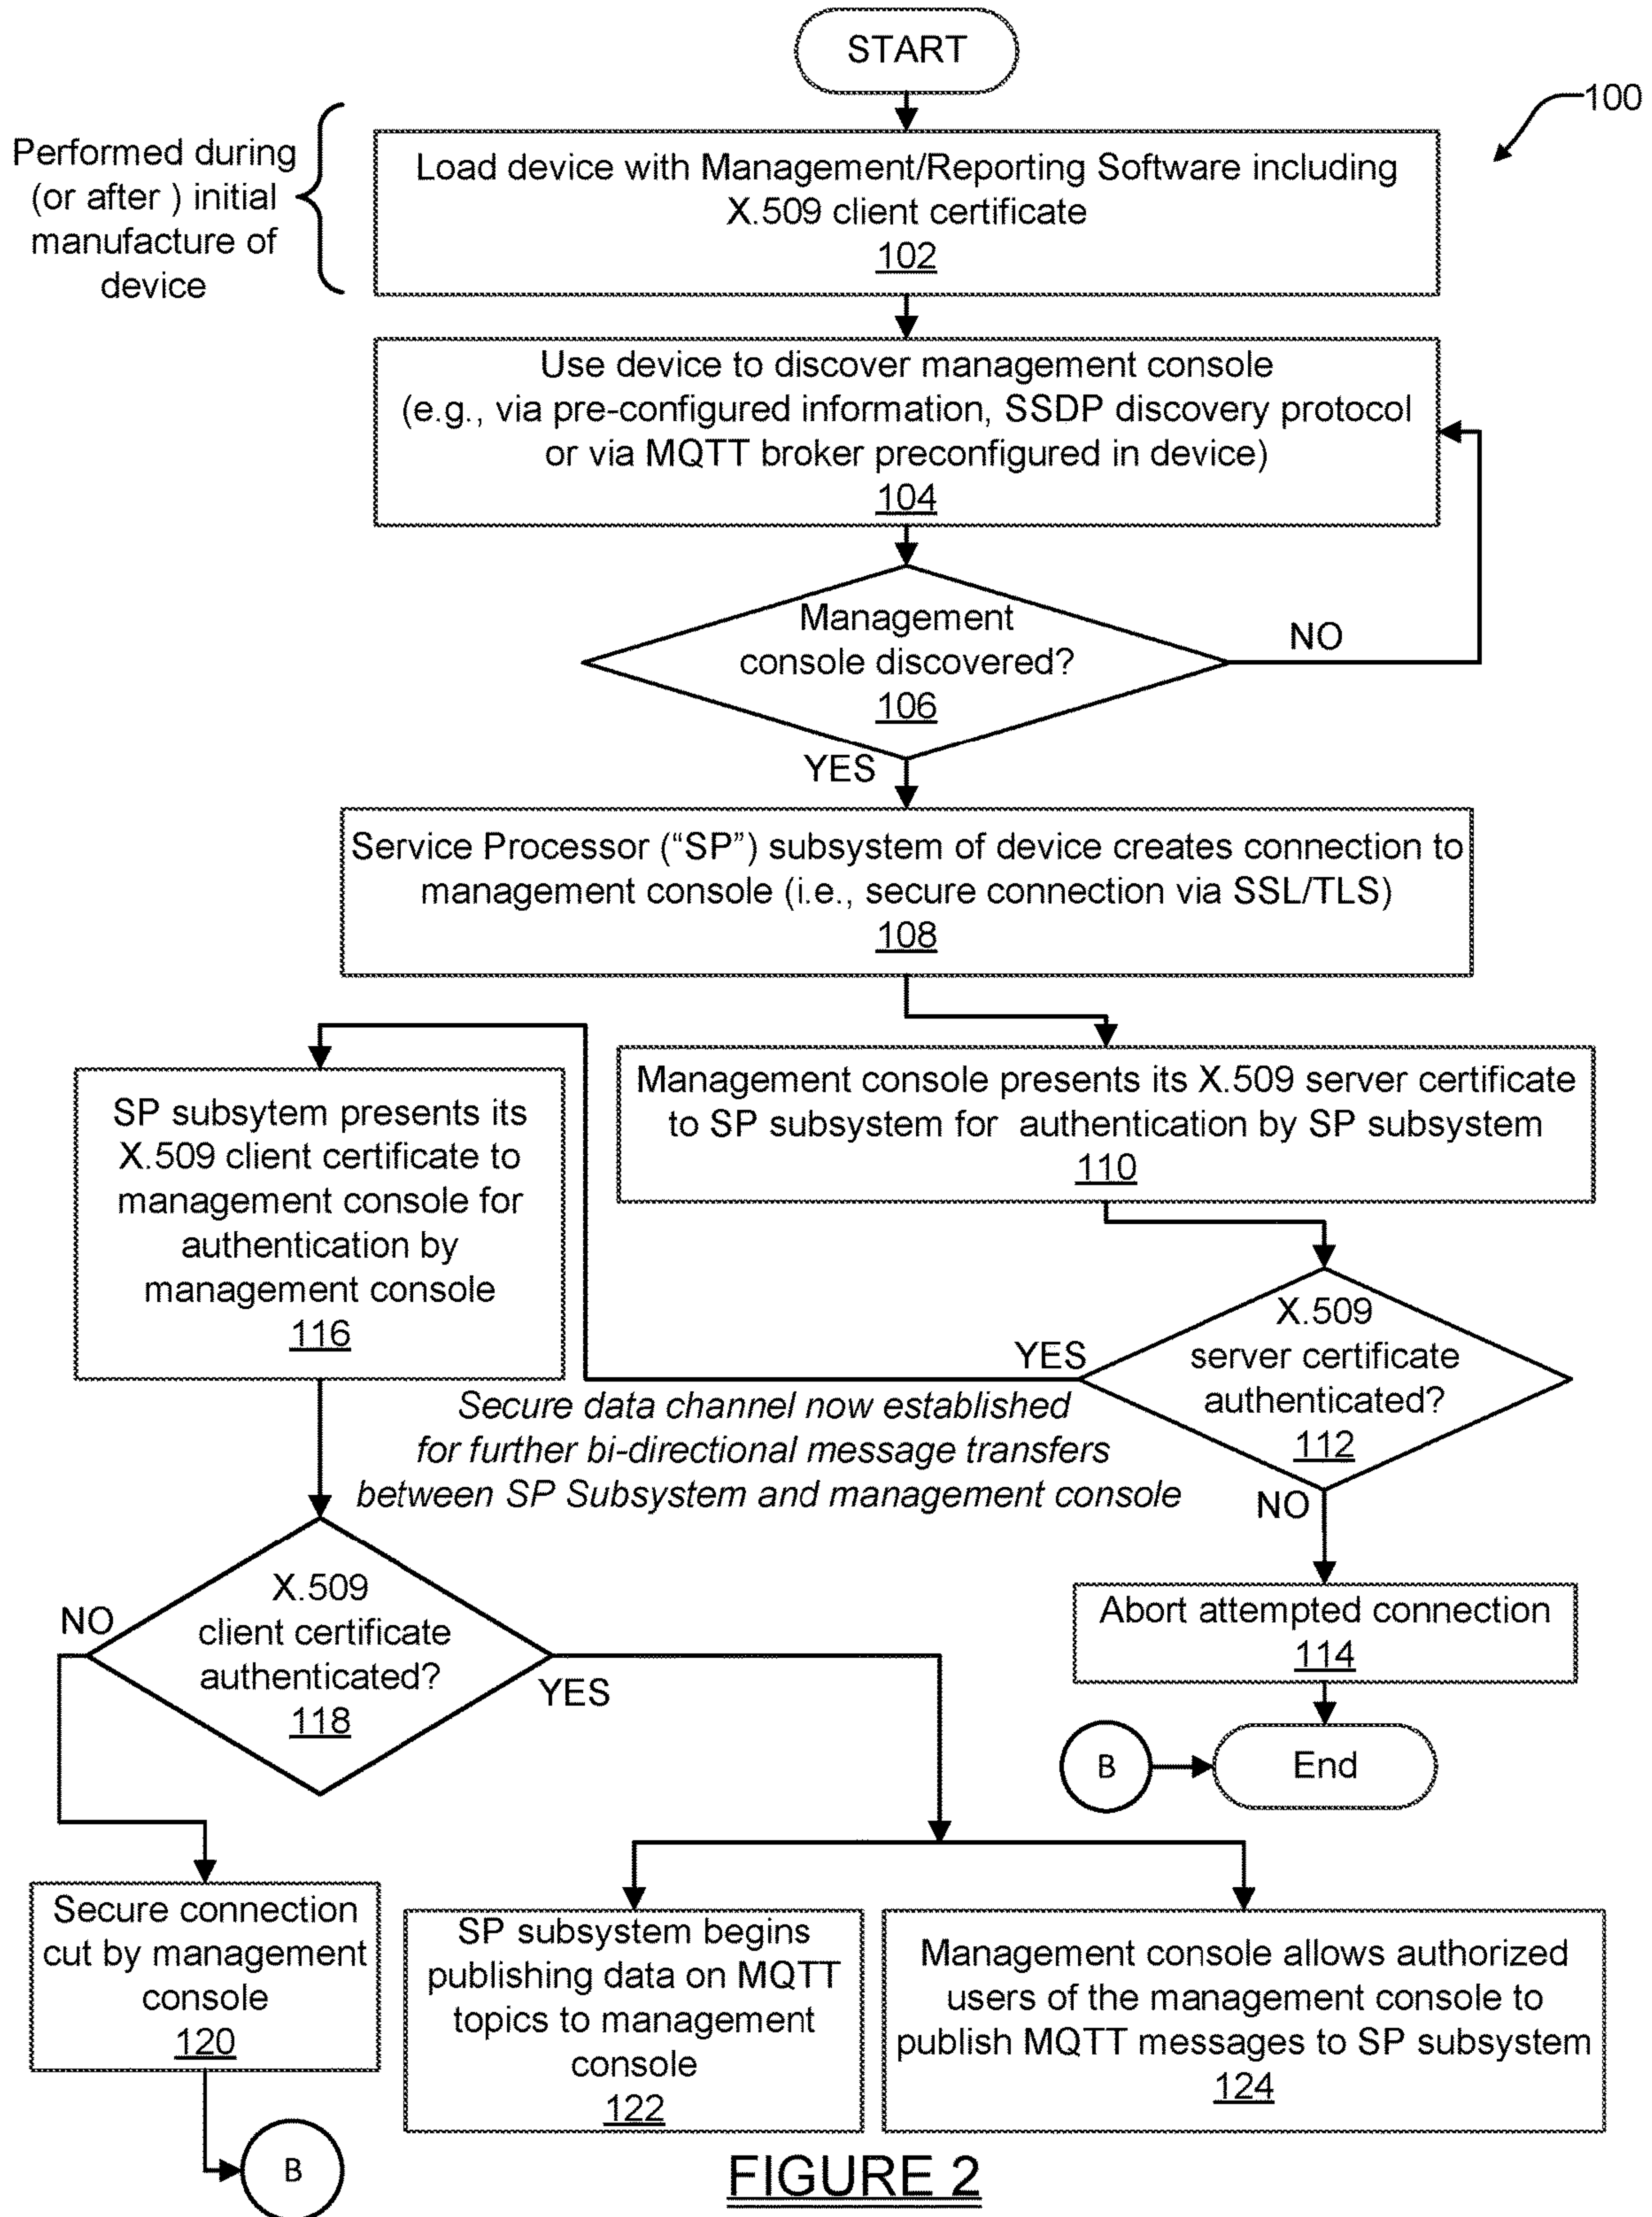 START
100
Performed during
(or after ) initial
manufacture of
device
Load device with Management/Reporting Software including
X.509 client certificate
102
Use device to discover management console
(e.g., via pre-configured information, SSDP discovery protocol
or via MQTT broker preconfigured in device)
104
Management
console discovered?
106
NO
YES
Service Processor (“SP”) subsystem of device creates connection to
management console (i.e., secure connection via SSL/TLS)
108
Management console presents its X.509 server certificate
to SP subsystem for authentication by SP subsystem
110
SP subsytem presents its
X.509 client certificate to
management console for
authentication by
management console
116
X.509
server certificate
authenticated?
112
YES
NO
Secure data channel now established
for further bi-directional message transfers
between SP Subsystem and management console
Abort attempted connection
114
B
End
X.509
client certificate
authenticated?
118
NO
YES
Secure connection
cut by management
console
120
SP subsystem begins
publishing data on MQTT
topics to management
console
122
Management console allows authorized
users of the management console to
publish MQTT messages to SP subsystem
124
B
FIGURE 2